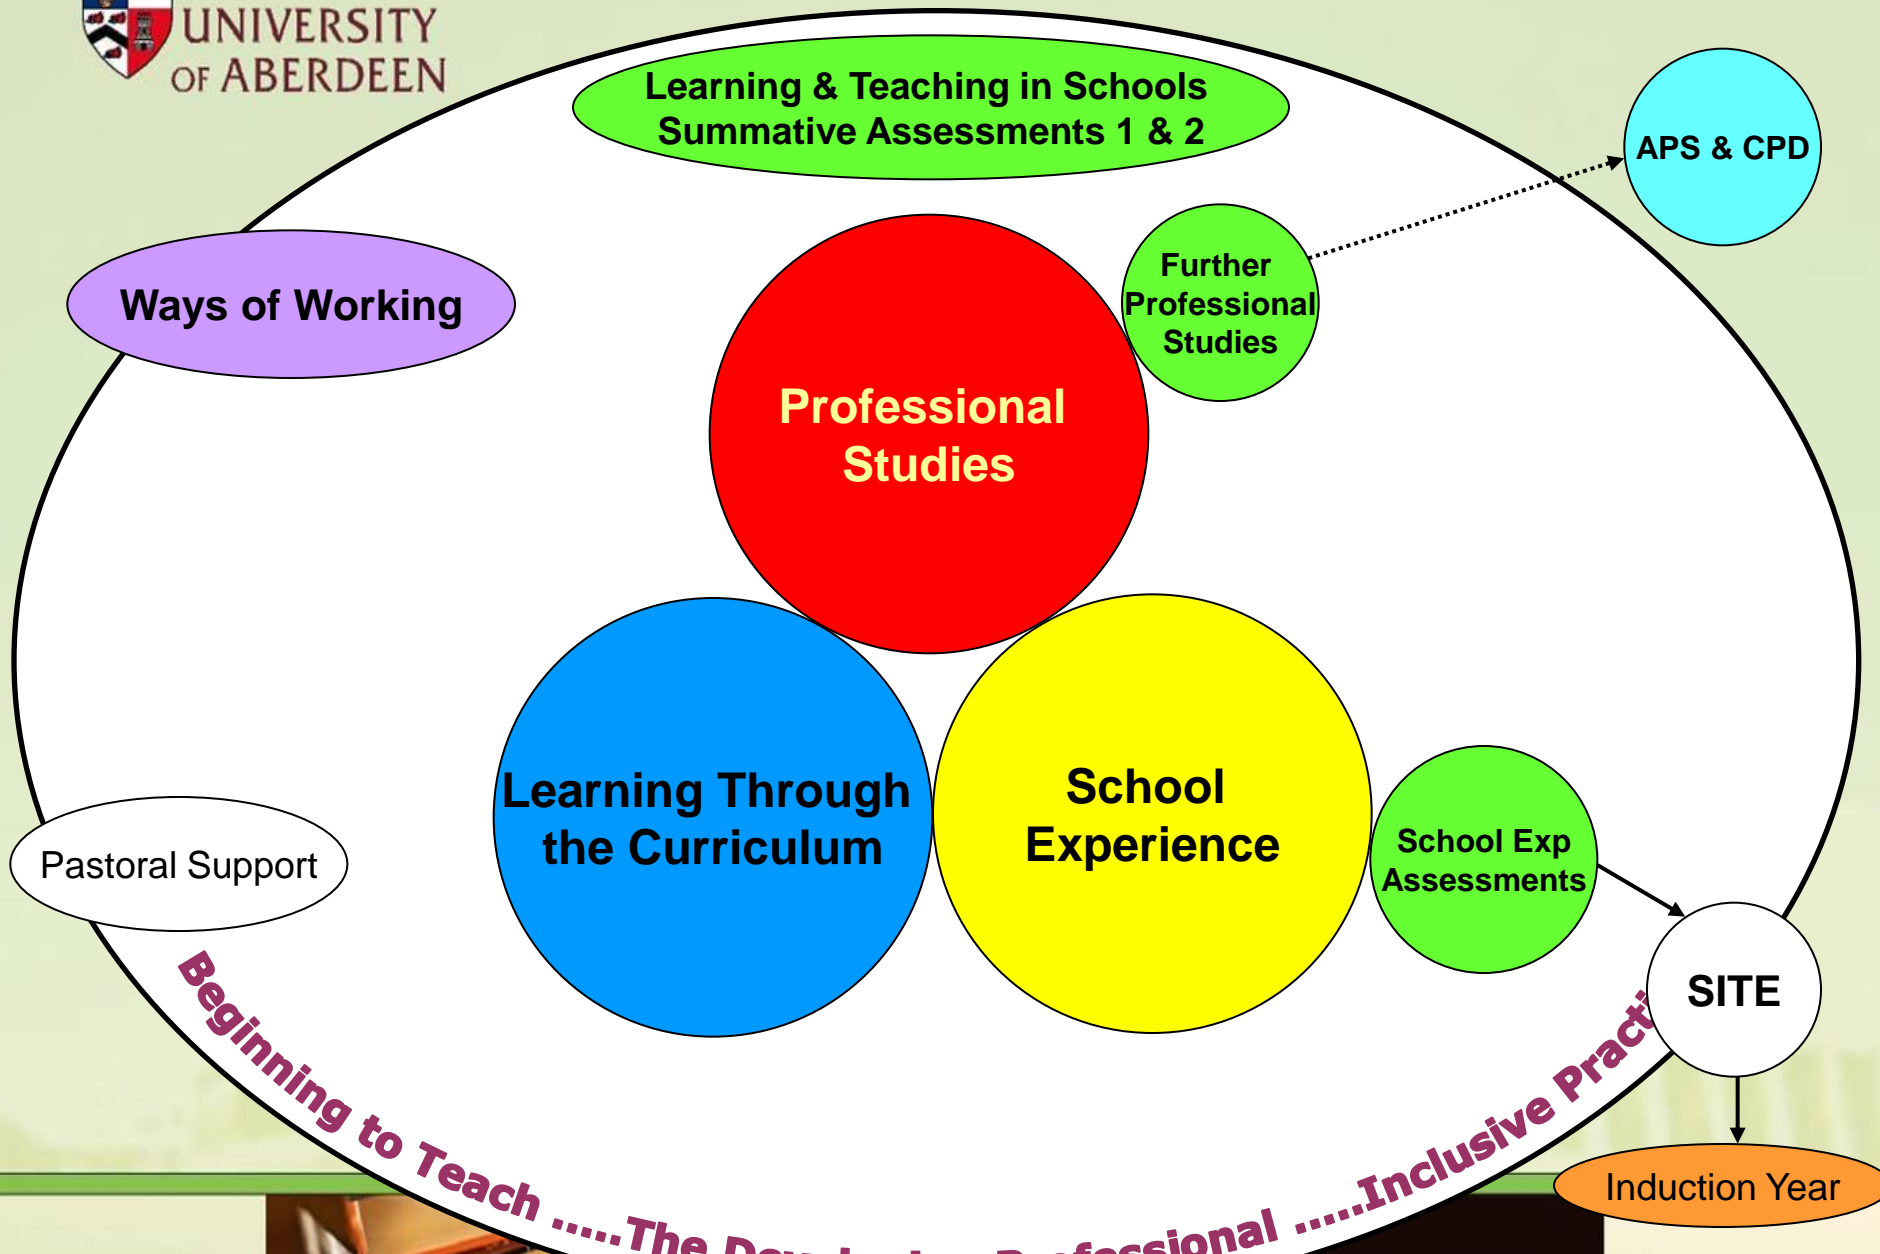 UNIVERSITY
OF ABERDEEN
Learning & Teaching in Schools
Summative Assessments 1 & 2
APS & CPD
Further
Professional
Studies
Ways of Working
Professional
Studies
Learning Through
the Curriculum
School
Experience
School Exp
Assessments
Pastoral Support
SITE
Induction Year
Beginning to Teach .....The Professional .....Inclusive